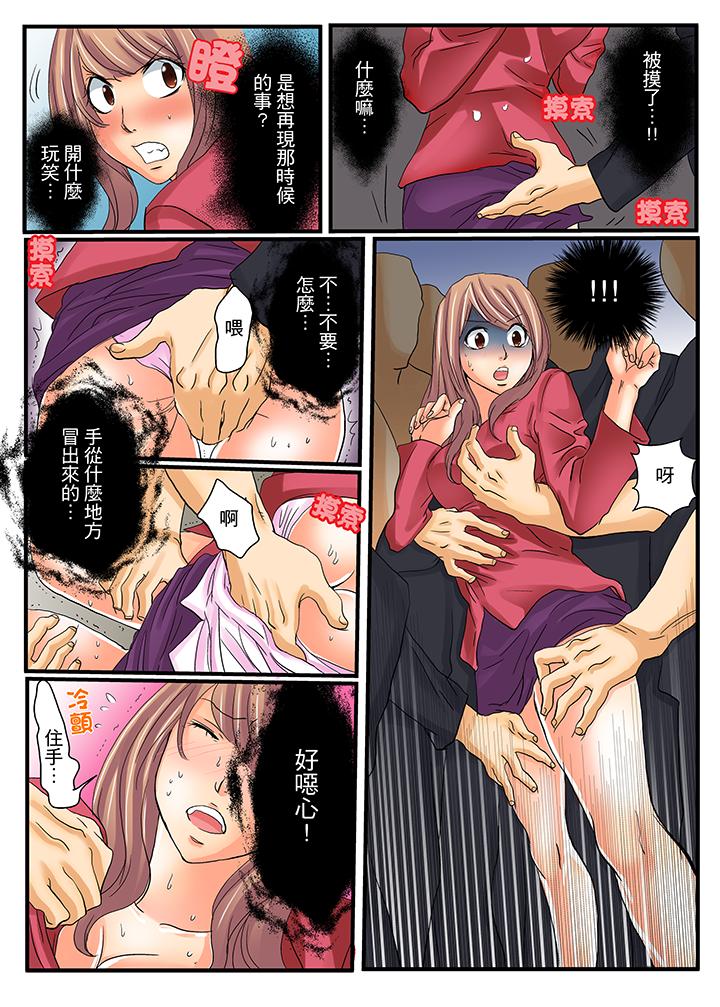 被摸了…!!
摸索
什麼嘛…
摸索
是想再現那時候
的事？
瞪
開什麼
玩笑…
!!!
呀
不…不要…
怎麼…
喂
摸索
手從什麼地方
冒出來的…
摸索
啊
好噁心！
冷顫
住手…